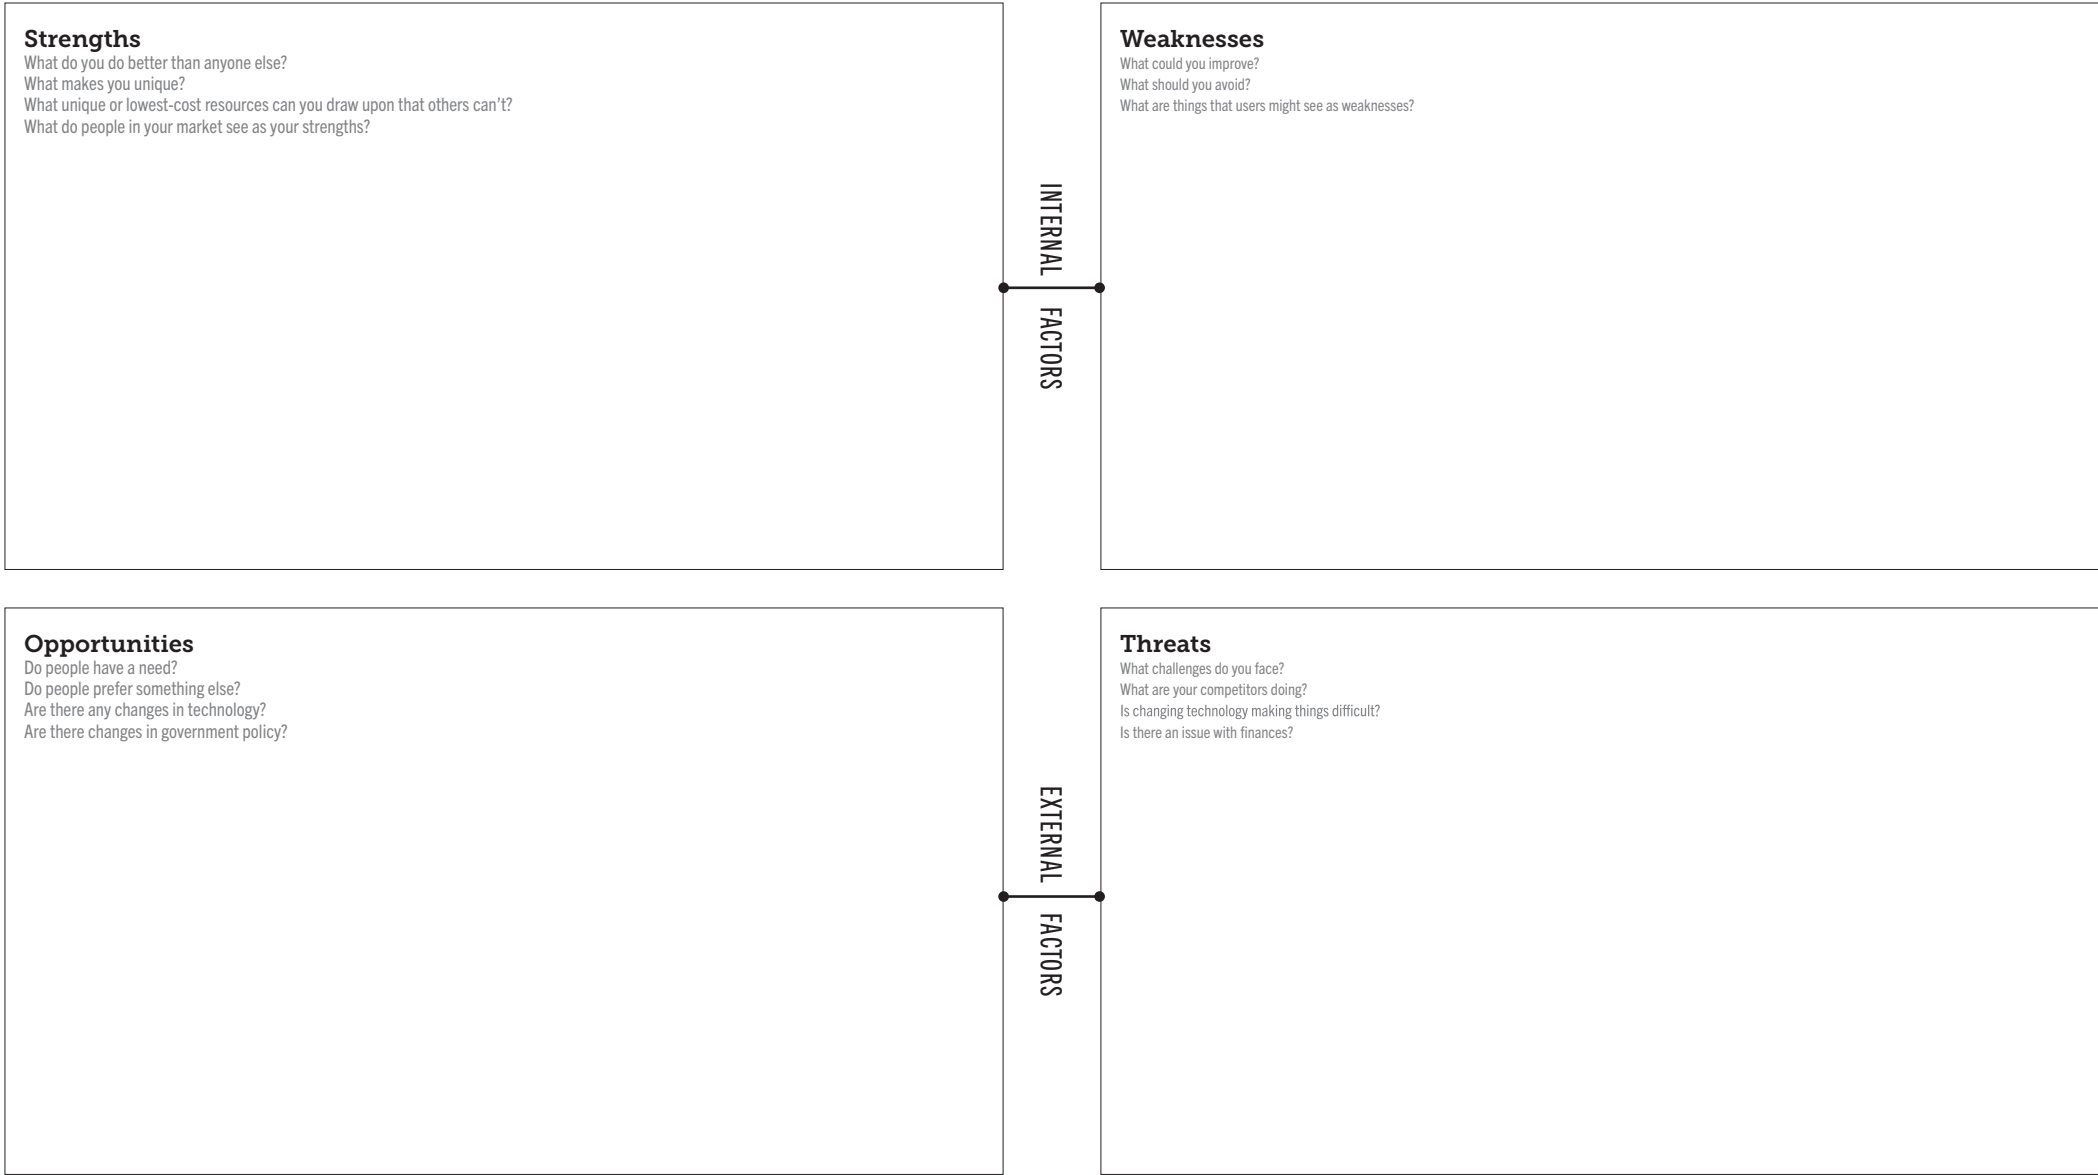 Strengths
What do you do better than anyone else?
What makes you unique?
What unique or lowest-cost resources can you draw upon that others can't?
What do people in your market see as your strengths?
INTERNAL FACTORS
Weaknesses
What could you improve?
What should you avoid?
What are things that users might see as weaknesses?
Opportunities
Do people have a need?
Do people prefer something else?
Are there any changes in technology?
Are there changes in government policy?
EXTERNAL FACTORS
Threats
What challenges do you face?
What are your competitors doing?
Is changing technology making things difficult?
Is there an issue with finances?